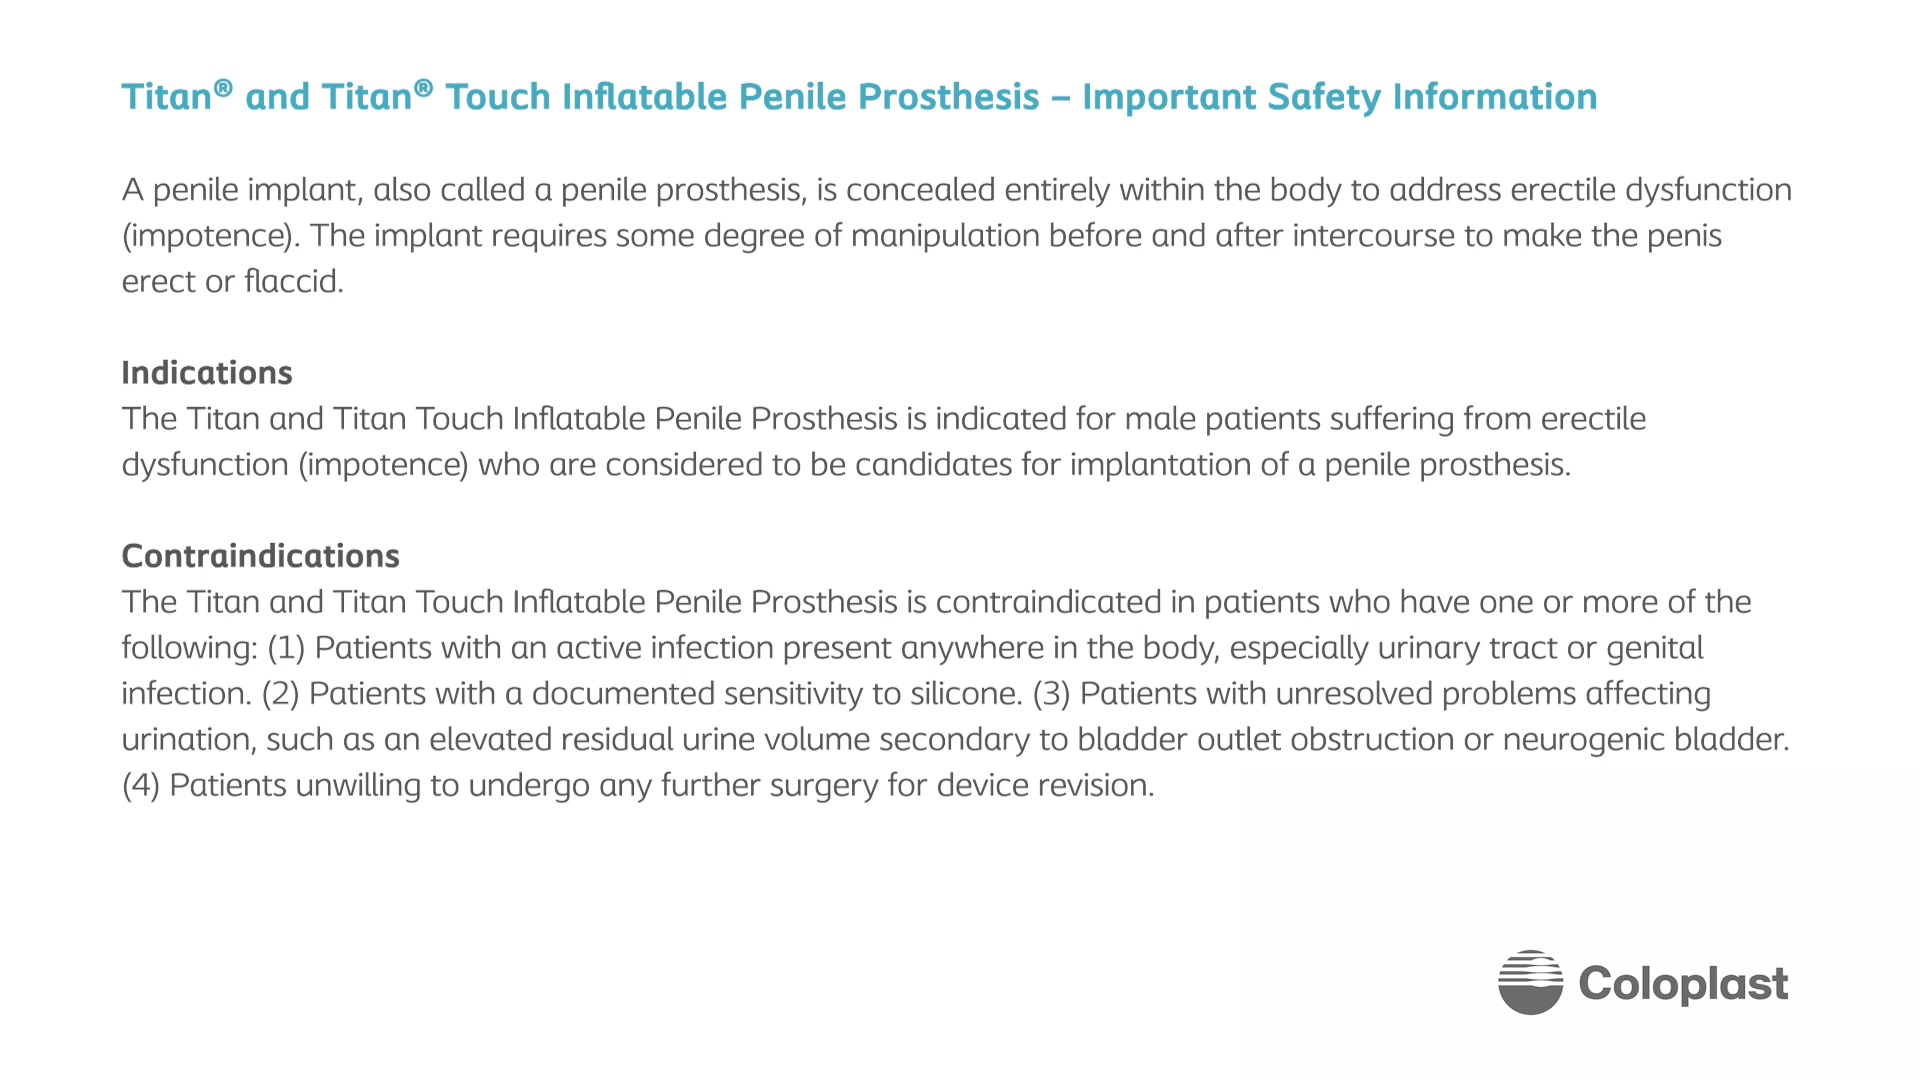 Titan® and Titan® Touch Inflatable Penile Prosthesis – Important Safety Information
A penile implant, also called a penile prosthesis, is concealed entirely within the body to address erectile dysfunction
(impotence). The implant requires some degree of manipulation before and after intercourse to make the penis
erect or flaccid.
Indications
The Titan and Titan Touch Inflatable Penile Prosthesis is indicated for male patients suffering from erectile
dysfunction (impotence) who are considered to be candidates for implantation of a penile prosthesis.
Contraindications
The Titan and Titan Touch Inflatable Penile Prosthesis is contraindicated in patients who have one or more of the
following: (1) Patients with an active infection present anywhere in the body, especially urinary tract or genital
infection. (2) Patients with a documented sensitivity to silicone. (3) Patients with unresolved problems affecting
urination, such as an elevated residual urine volume secondary to bladder outlet obstruction or neurogenic bladder.
(4) Patients unwilling to undergo any further surgery for device revision.
Coloplast